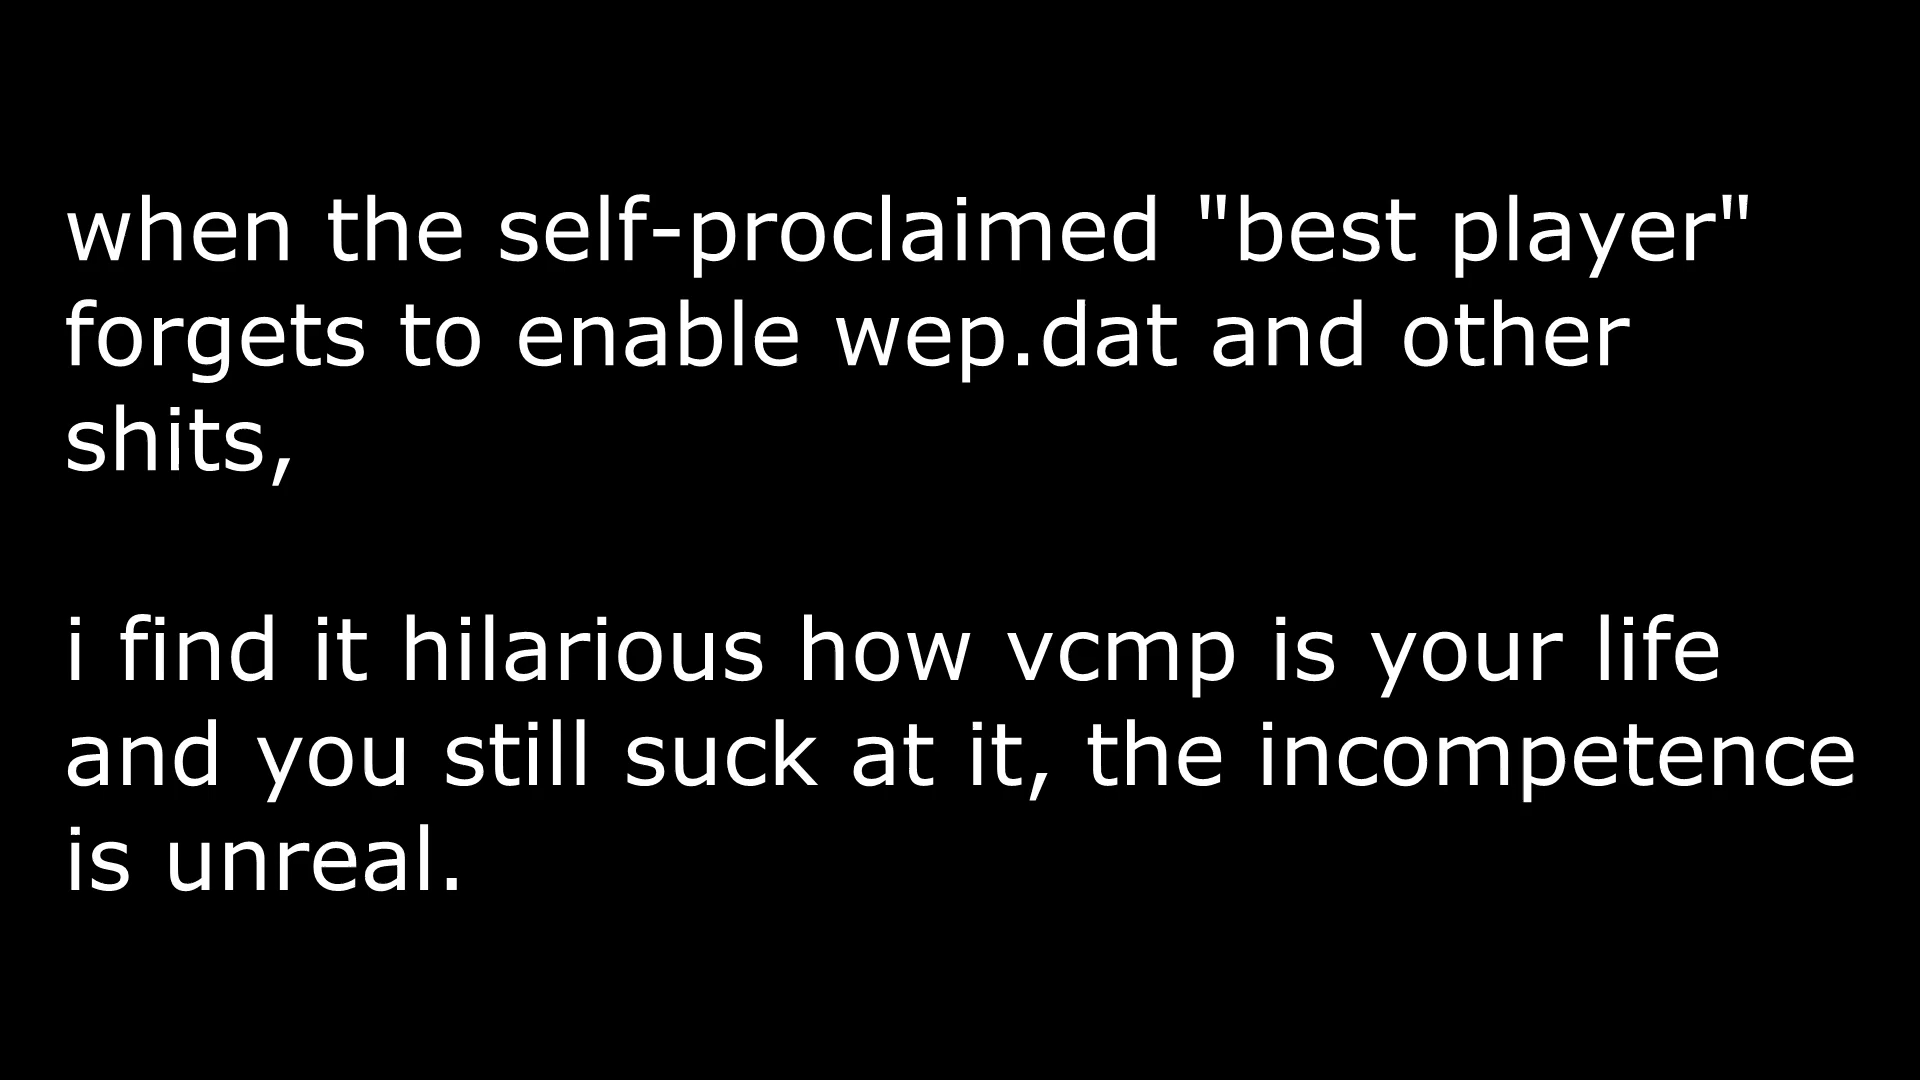 when the self-proclaimed "best player"
forgets to enable wep.dat and other
shits,
i find it hilarious how vcmp is your life
and you still suck at it, the incompetence
is unreal.